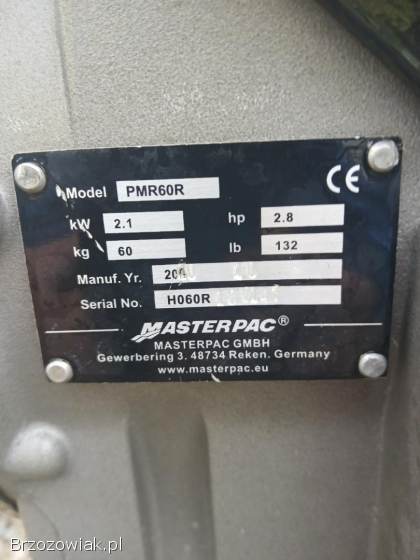 Model PMR60R CE
kW 2.1 hp 2.8
kg 60 lb 132
Manuf. Yr. 200
Serial No. H060R
MASTERPAC®
MASTERPAC GMBH
Gewerbering 3. 48734 Reken. Germany
www.masterpac.eu
Brzozowiak.pl